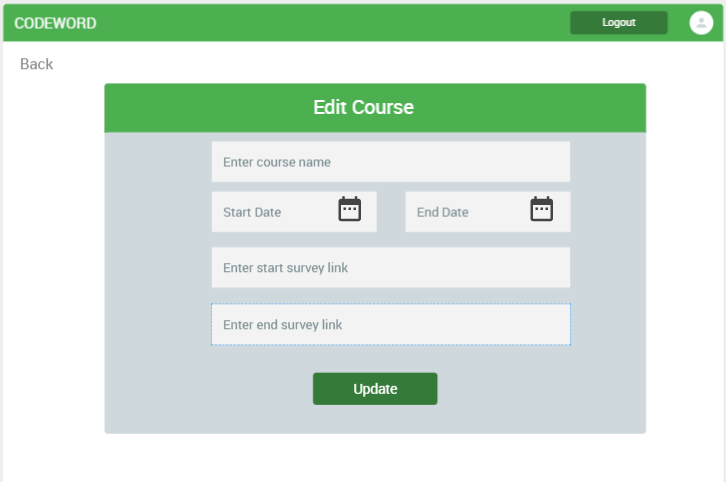 CODEWORD
Logout
Back
Edit Course
Enter course name
Start Date
End Date
Enter start survey link
Enter end survey link
Update